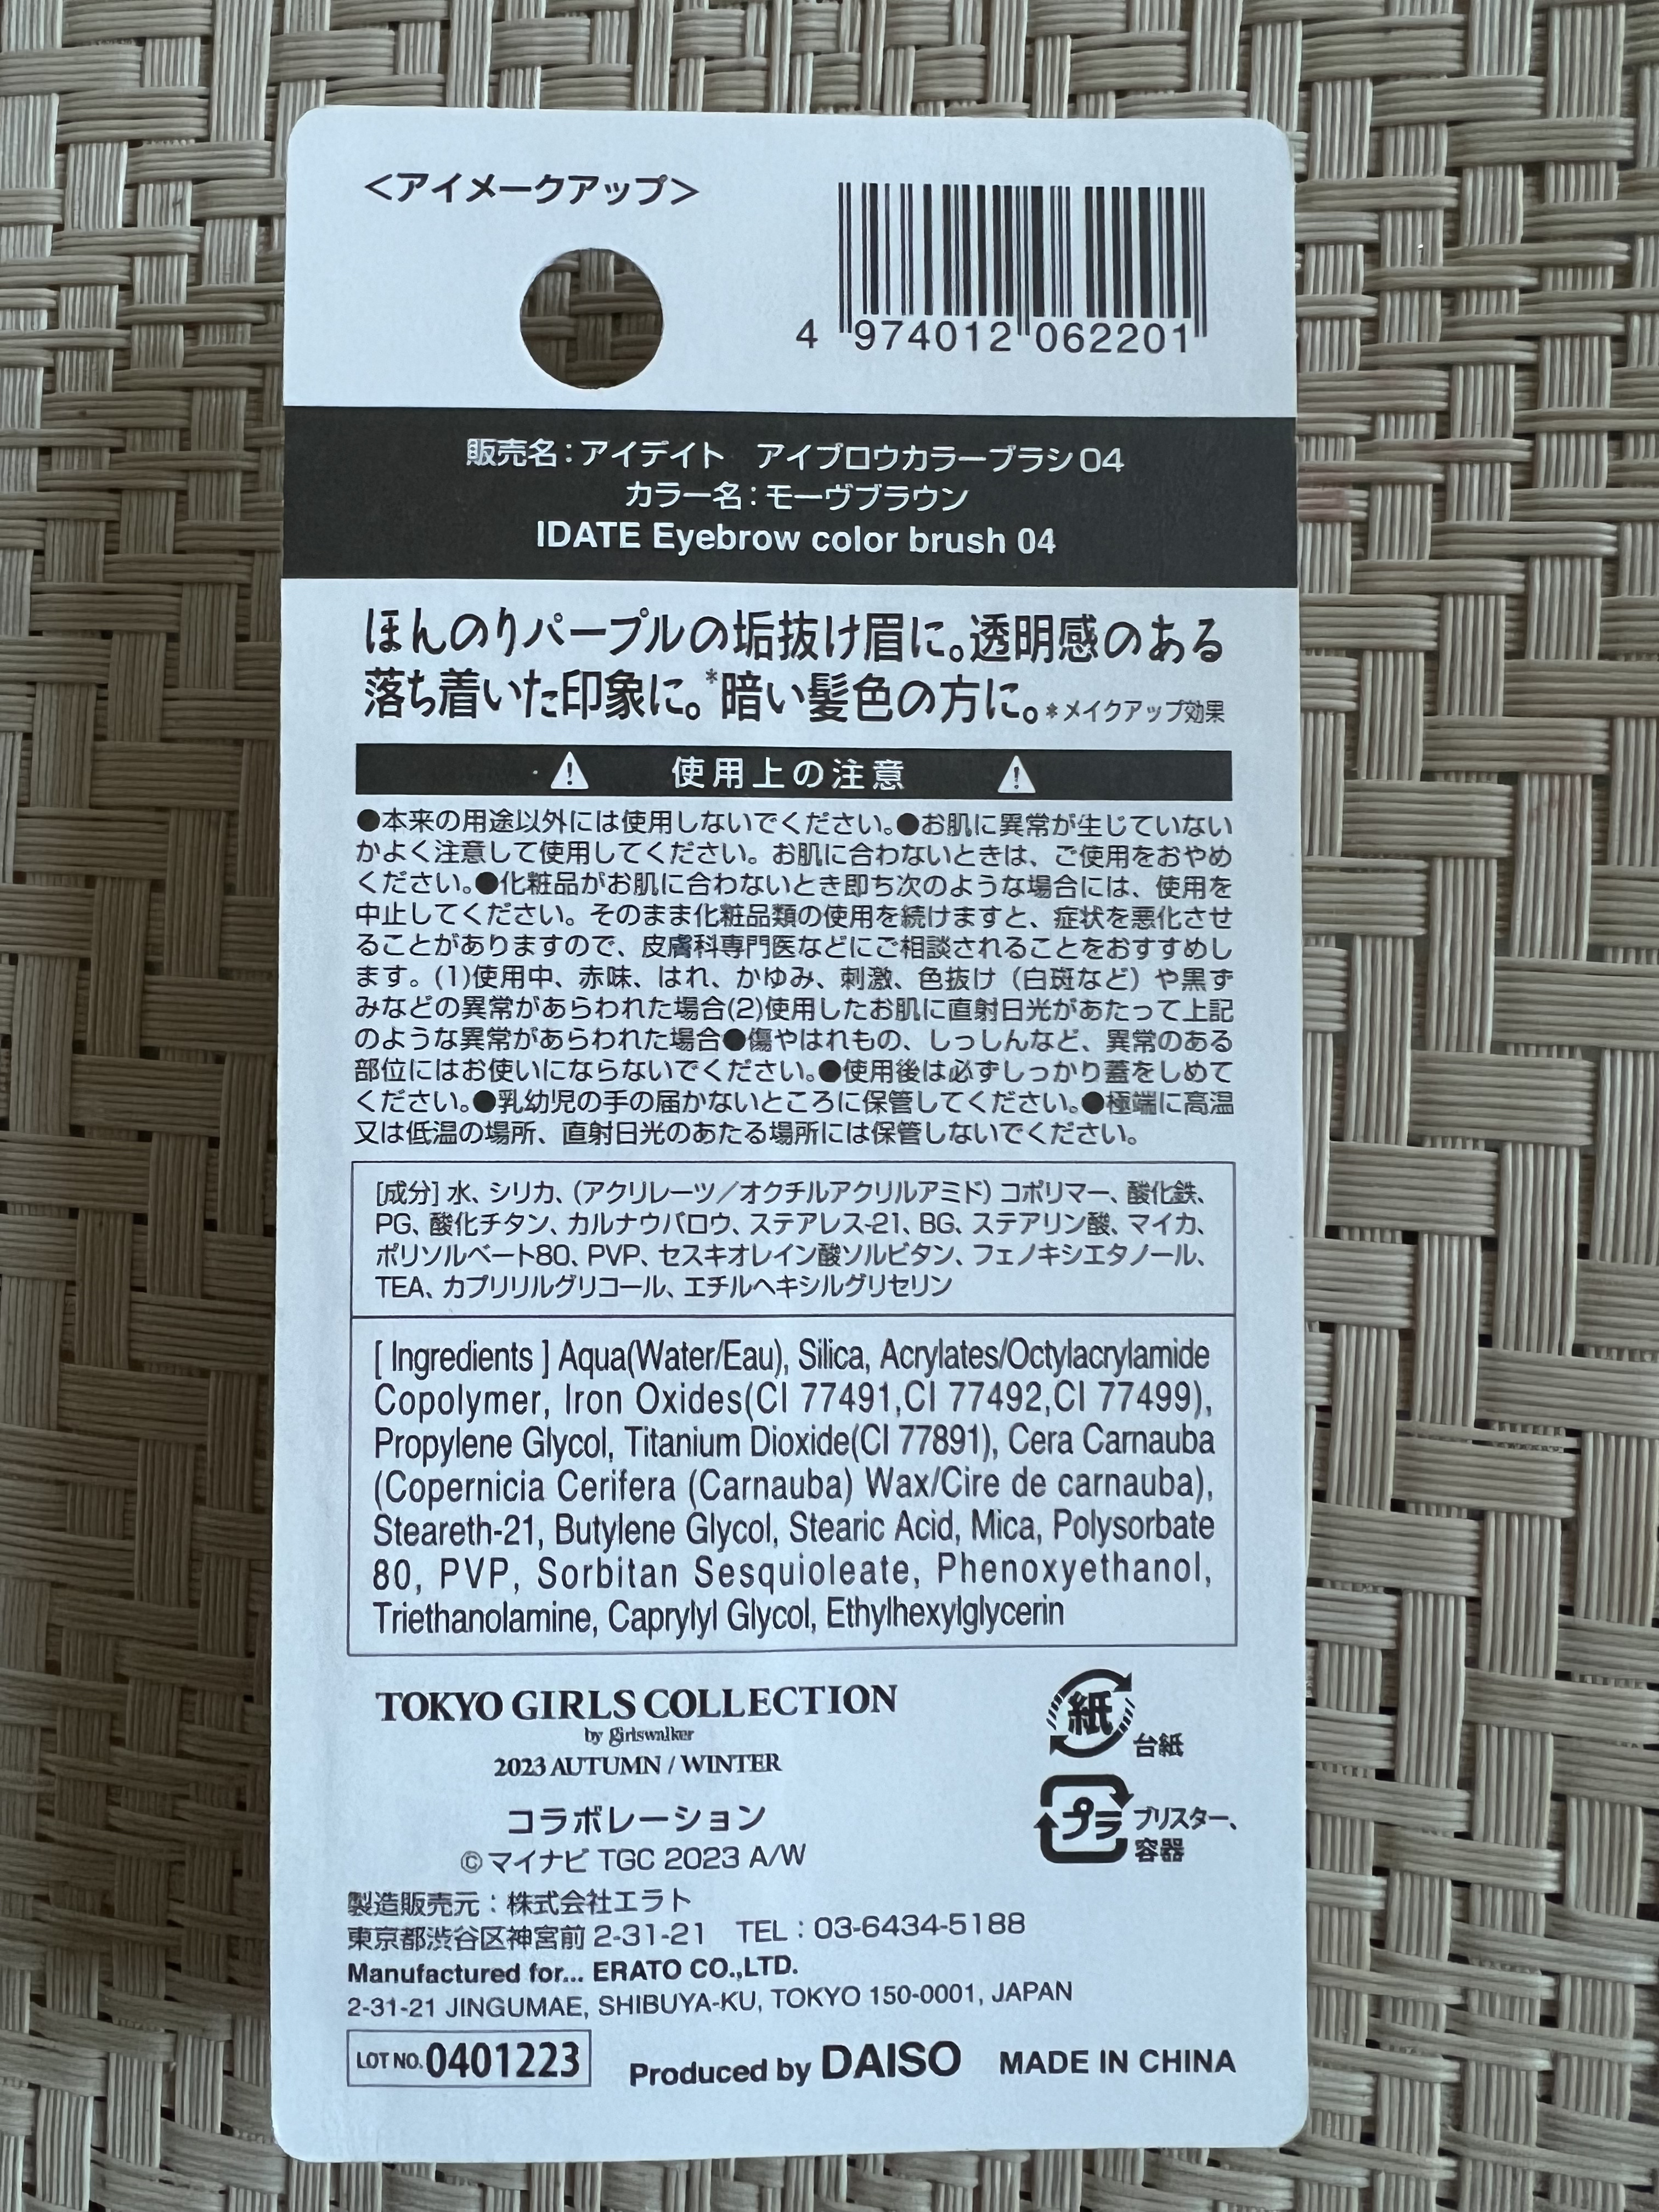 ＜アイメークアップ＞
4 974012 062201
販売名：アイデイト　アイブロウカラーブラシ04
カラー名：モーヴブラウン
IDATE Eyebrow color brush 04
ほんのりパープルの垢抜け眉に。透明感のある
落ち着いた印象に。*暗い髪色の方に。＊メイクアップ効果
使用上の注意
●本来の用途以外には使用しないでください。●お肌に異常が生じていない
かよく注意して使用してください。お肌に合わないときは、ご使用をおやめ
ください。●化粧品がお肌に合わないとき即ち次のような場合には、使用を
中止してください。そのまま化粧品類の使用を続けますと、症状を悪化させ
ることがありますので、皮膚科専門医などにご相談されることをおすすめし
ます。(1)使用中、赤味、はれ、かゆみ、刺激、色抜け（白斑など）や黒ず
みなどの異常があらわれた場合(2)使用したお肌に直射日光があたって上記
のような異常があらわれた場合●傷やはれもの、しっしんなど、異常のある
部位にはお使いにならないでください。●使用後は必ずしっかり蓋をしめて
ください。●乳幼児の手の届かないところに保管してください。●極端に高温
又は低温の場所、直射日光のあたる場所には保管しないでください。
[成分] 水、シリカ、（アクリレーツ／オクチルアクリルアミド）コポリマー、酸化鉄、
PG、酸化チタン、カルナウバロウ、ステアレス-21、BG、ステアリン酸、マイカ、
ポリソルベート80、PVP、セスキオレイン酸ソルビタン、フェノキシエタノール、
TEA、カプリリルグリコール、エチルヘキシルグリセリン
[ Ingredients ] Aqua(Water/Eau), Silica, Acrylates/Octylacrylamide
Copolymer, Iron Oxides(CI 77491,CI 77492,CI 77499),
Propylene Glycol, Titanium Dioxide(CI 77891), Cera Carnauba
(Copernicia Cerifera (Carnauba) Wax/Cire de carnauba),
Steareth-21, Butylene Glycol, Stearic Acid, Mica, Polysorbate
80, PVP, Sorbitan Sesquioleate, Phenoxyethanol,
Triethanolamine, Caprylyl Glycol, Ethylhexylglycerin
TOKYO GIRLS COLLECTION
by girlswalker
2023 AUTUMN / WINTER
コラボレーション
©マイナビ TGC 2023 A/W
紙 台紙
プラ ブリスター、
容器
製造販売元：株式会社エラト
東京都渋谷区神宮前 2-31-21　TEL：03-6434-5188
Manufactured for... ERATO CO.,LTD.
2-31-21 JINGUMAE, SHIBUYA-KU, TOKYO 150-0001, JAPAN
LOT NO.0401223
Produced by DAISO MADE IN CHINA